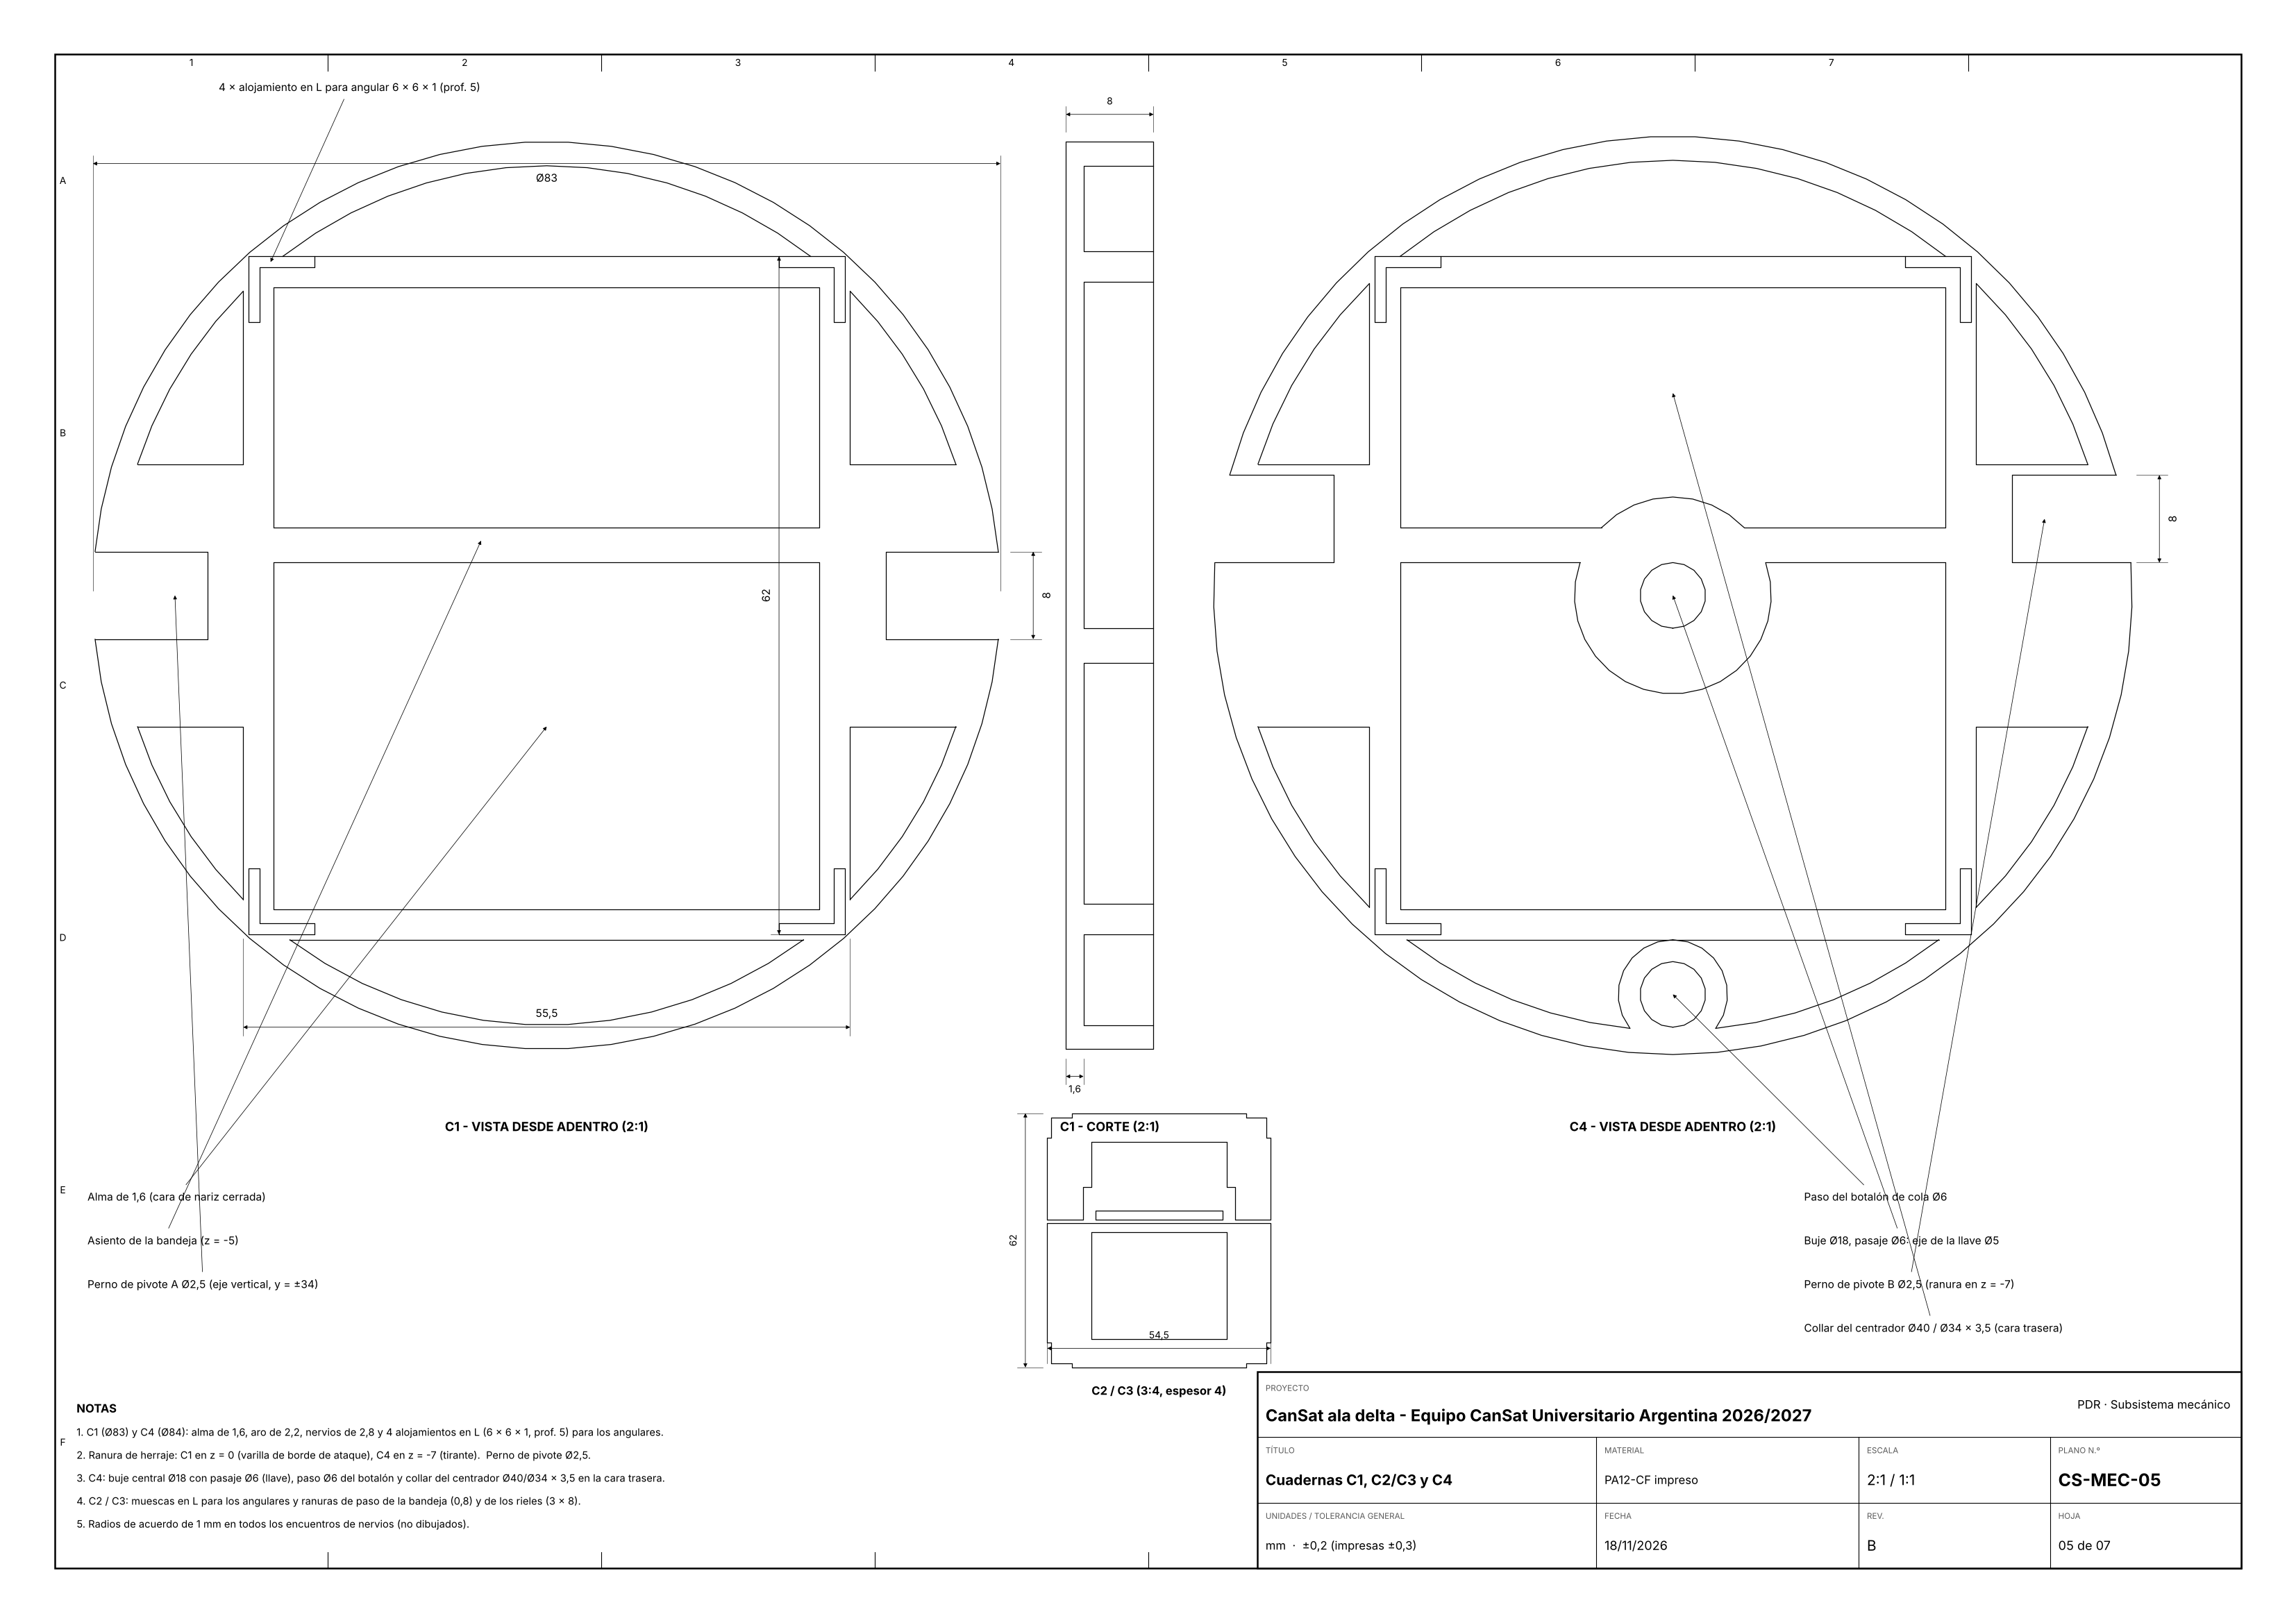 1 2 3 4 5 6 7
4 × alojamiento en L para angular 6 × 6 × 1 (prof. 5)
8
A
Ø83
B
8
62
8
C
D
55,5
1,6
C1 - VISTA DESDE ADENTRO (2:1)
C1 - CORTE (2:1)
C4 - VISTA DESDE ADENTRO (2:1)
E
Alma de 1,6 (cara de nariz cerrada)
Asiento de la bandeja (z = -5)
Perno de pivote A Ø2,5 (eje vertical, y = ±34)
62
54,5
C2 / C3 (3:4, espesor 4)
Paso del botalón de cola Ø6
Buje Ø18, pasaje Ø6: eje de la llave Ø5
Perno de pivote B Ø2,5 (ranura en z = -7)
Collar del centrador Ø40 / Ø34 × 3,5 (cara trasera)
F
NOTAS
1. C1 (Ø83) y C4 (Ø84): alma de 1,6, aro de 2,2, nervios de 2,8 y 4 alojamientos en L (6 × 6 × 1, prof. 5) para los angulares.
2. Ranura de herraje: C1 en z = 0 (varilla de borde de ataque), C4 en z = -7 (tirante). Perno de pivote Ø2,5.
3. C4: buje central Ø18 con pasaje Ø6 (llave), paso Ø6 del botalón y collar del centrador Ø40/Ø34 × 3,5 en la cara trasera.
4. C2 / C3: muescas en L para los angulares y ranuras de paso de la bandeja (0,8) y de los rieles (3 × 8).
5. Radios de acuerdo de 1 mm en todos los encuentros de nervios (no dibujados).
PROYECTO
CanSat ala delta - Equipo CanSat Universitario Argentina 2026/2027
PDR · Subsistema mecánico
TÍTULO
Cuadernas C1, C2/C3 y C4
MATERIAL
PA12-CF impreso
ESCALA
2:1 / 1:1
PLANO N.º
CS-MEC-05
UNIDADES / TOLERANCIA GENERAL
mm · ±0,2 (impresas ±0,3)
FECHA
18/11/2026
REV.
B
HOJA
05 de 07